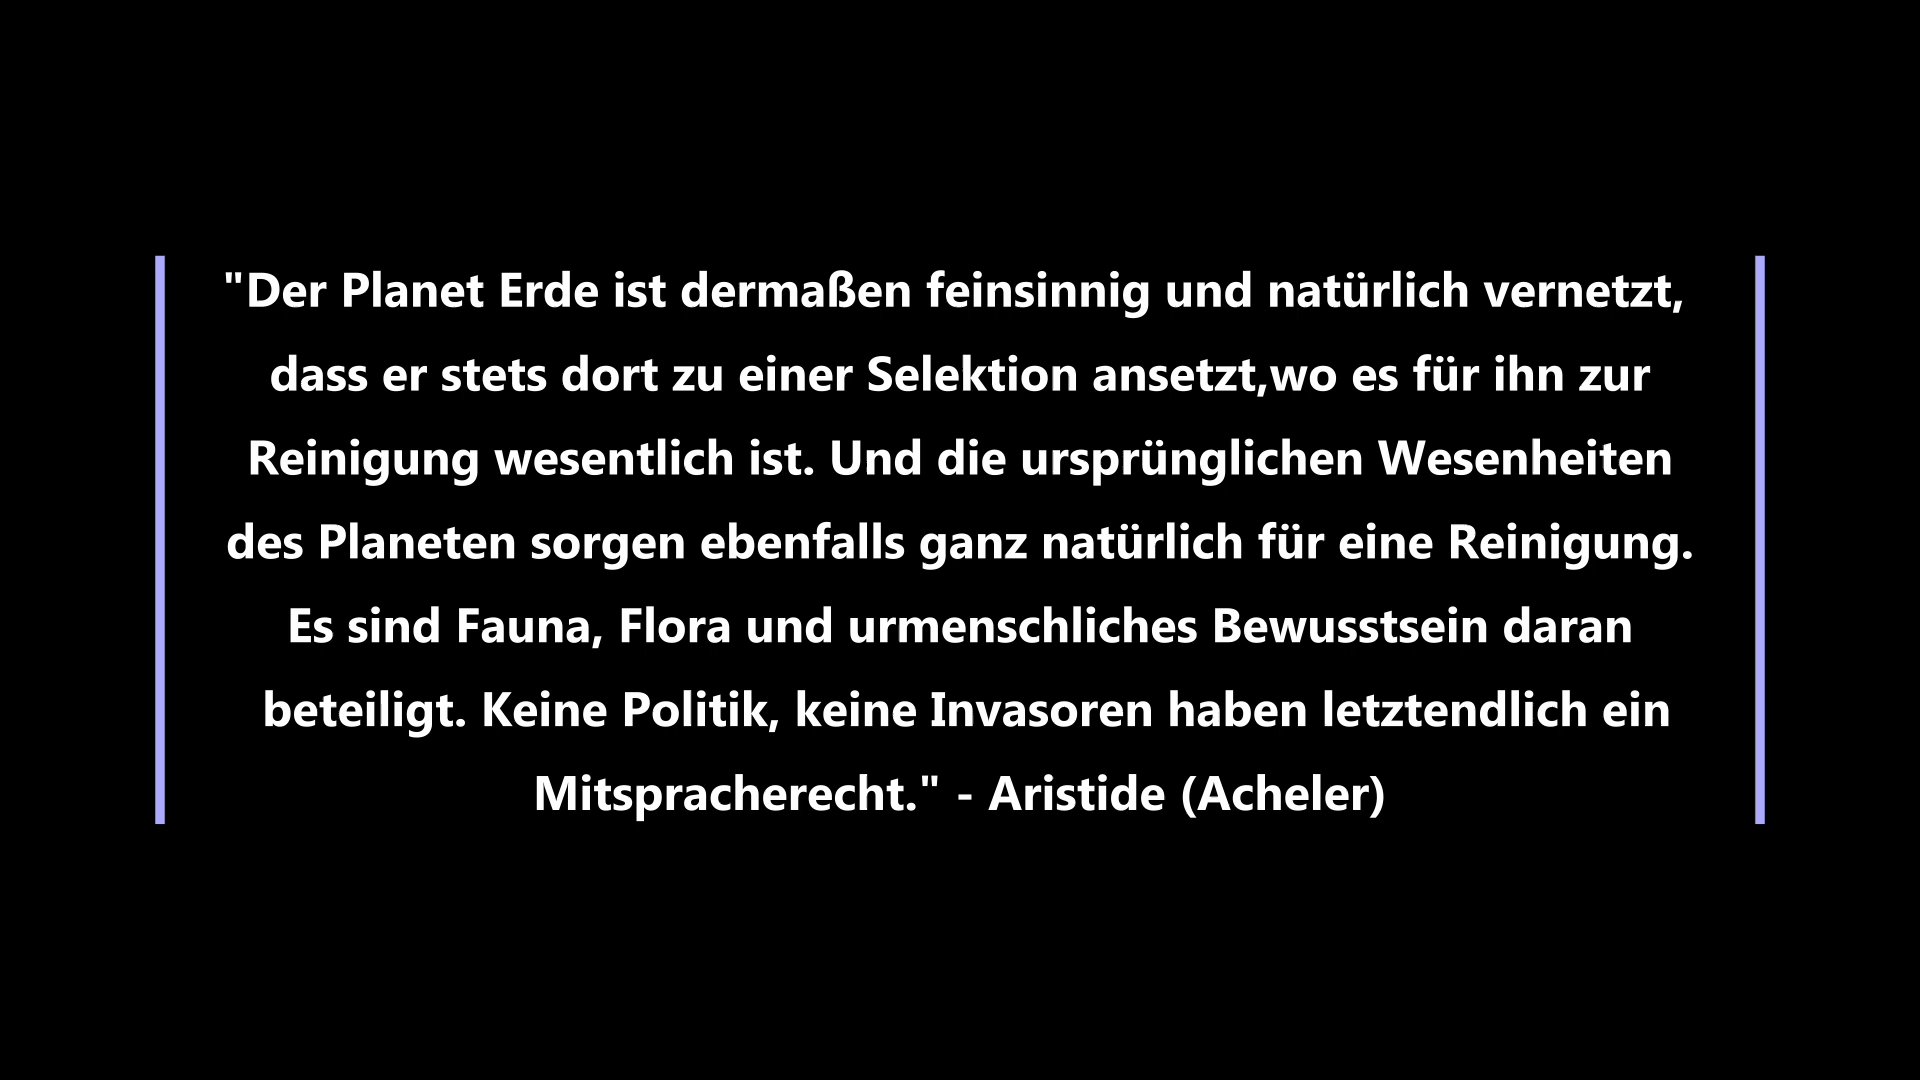 "Der Planet Erde ist dermaßen feinsinnig und natürlich vernetzt,
dass er stets dort zu einer Selektion ansetzt,wo es für ihn zur
Reinigung wesentlich ist. Und die ursprünglichen Wesenheiten
des Planeten sorgen ebenfalls ganz natürlich für eine Reinigung.
Es sind Fauna, Flora und urmenschliches Bewusstsein daran
beteiligt. Keine Politik, keine Invasoren haben letztendlich ein
Mitspracherecht." - Aristide (Acheler)